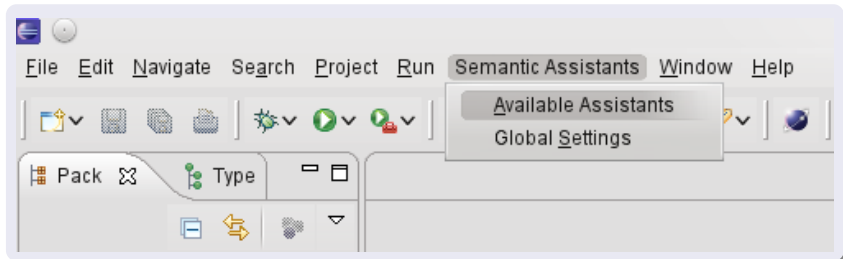 File Edit Navigate Search Project Run Semantic Assistants Window Help
Available Assistants
Global Settings
Pack Type